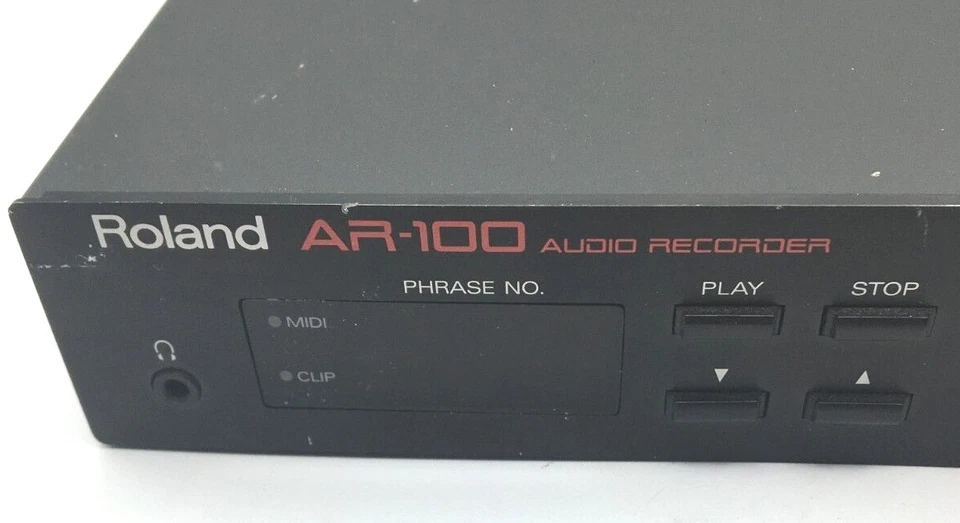 Roland AR-100 AUDIO RECORDER
PHRASE NO. PLAY STOP
MIDI
CLIP ▼ ▲